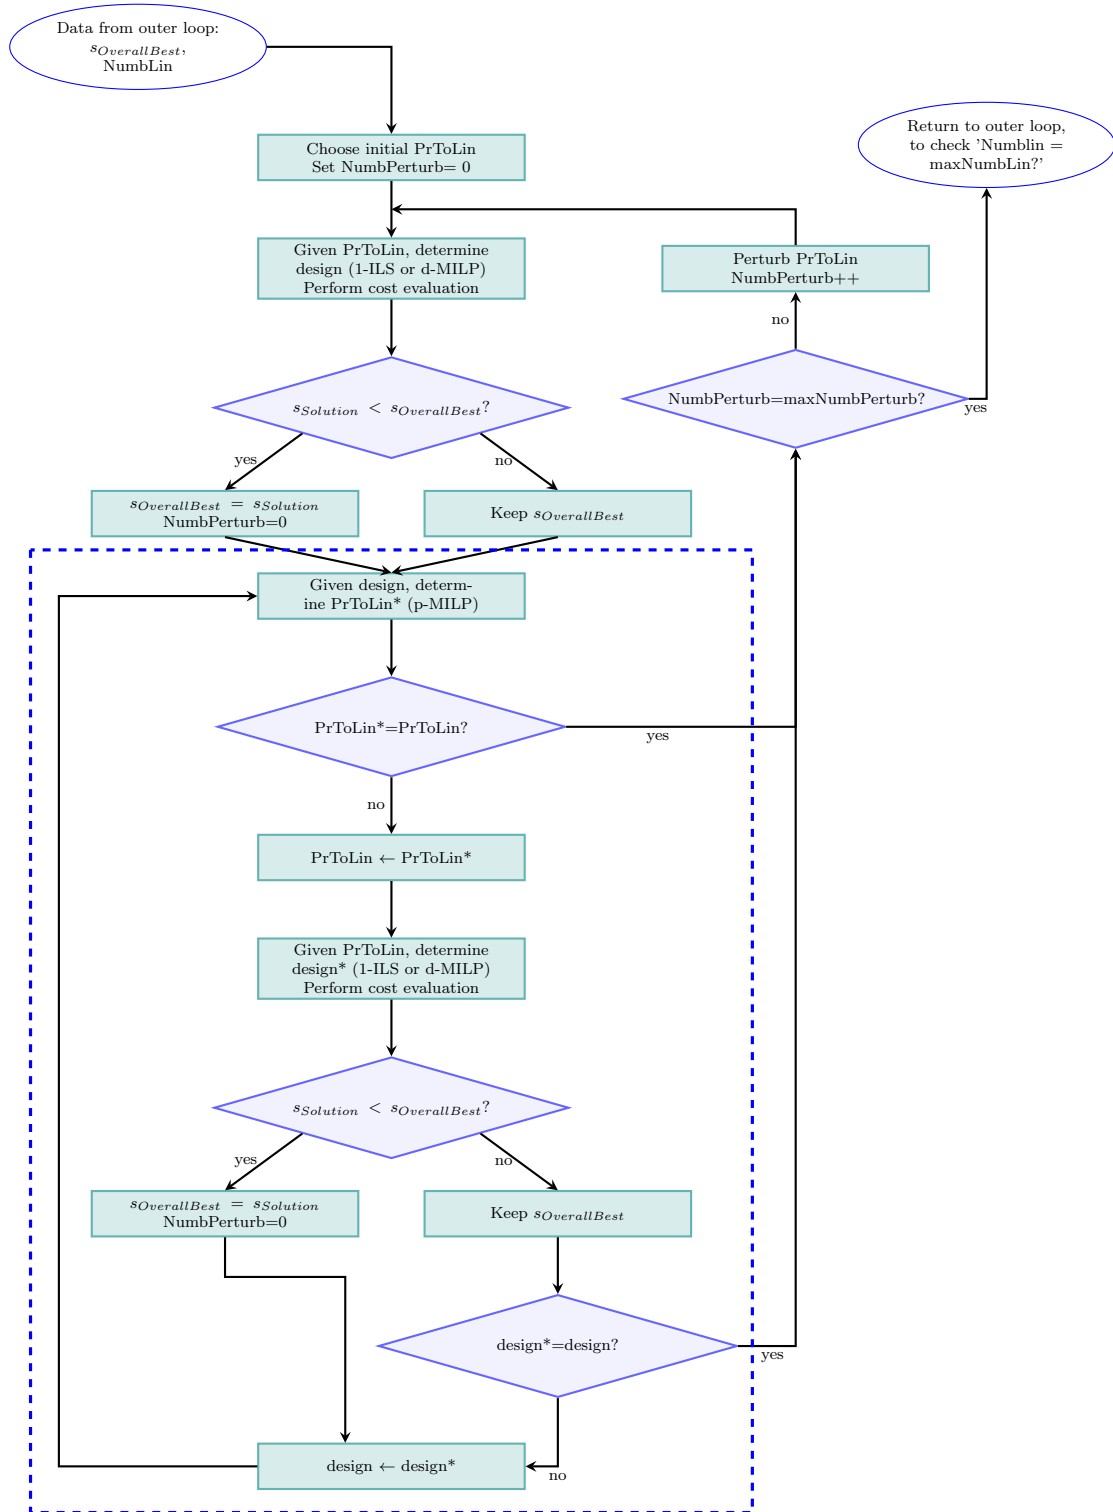 Data from outer loop:
s_OverallBest,
NumbLin
Return to outer loop,
to check 'Numblin =
maxNumbLin?'
Choose initial PrToLin
Set NumbPerturb= 0
Given PrToLin, determine
design (1-ILS or d-MILP)
Perform cost evaluation
Perturb PrToLin
NumbPerturb++
no
s_Solution < s_OverallBest?
NumbPerturb=maxNumbPerturb?
yes
yes
no
s_OverallBest = s_Solution
NumbPerturb=0
Keep s_OverallBest
Given design, determ-
ine PrToLin* (p-MILP)
PrToLin*=PrToLin?
yes
no
PrToLin ← PrToLin*
Given PrToLin, determine
design* (1-ILS or d-MILP)
Perform cost evaluation
s_Solution < s_OverallBest?
yes
no
s_OverallBest = s_Solution
NumbPerturb=0
Keep s_OverallBest
design*=design?
yes
design ← design*
no